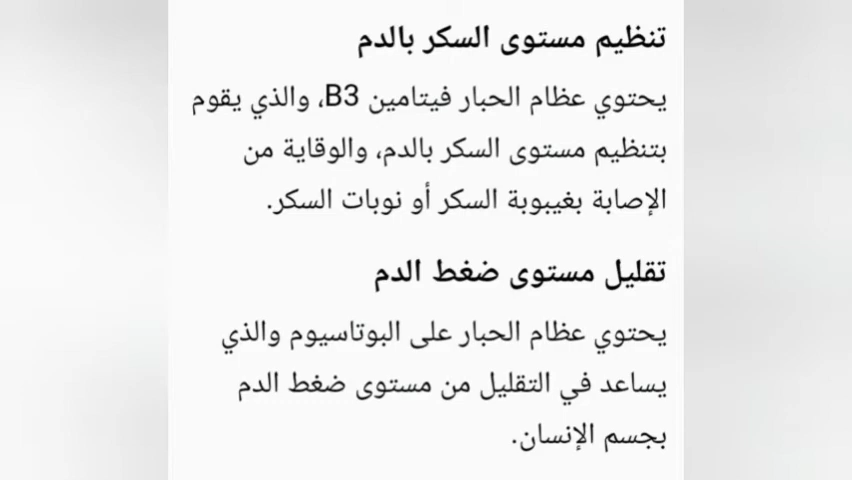 تنظيم مستوى السكر بالدم
يحتوي عظام الحبار فيتامين B3، والذي يقوم
بتنظيم مستوى السكر بالدم، والوقاية من
الإصابة بغيبوبة السكر أو نوبات السكر.
تقليل مستوى ضغط الدم
يحتوي عظام الحبار على البوتاسيوم والذي
يساعد في التقليل من مستوى ضغط الدم
بجسم الإنسان.